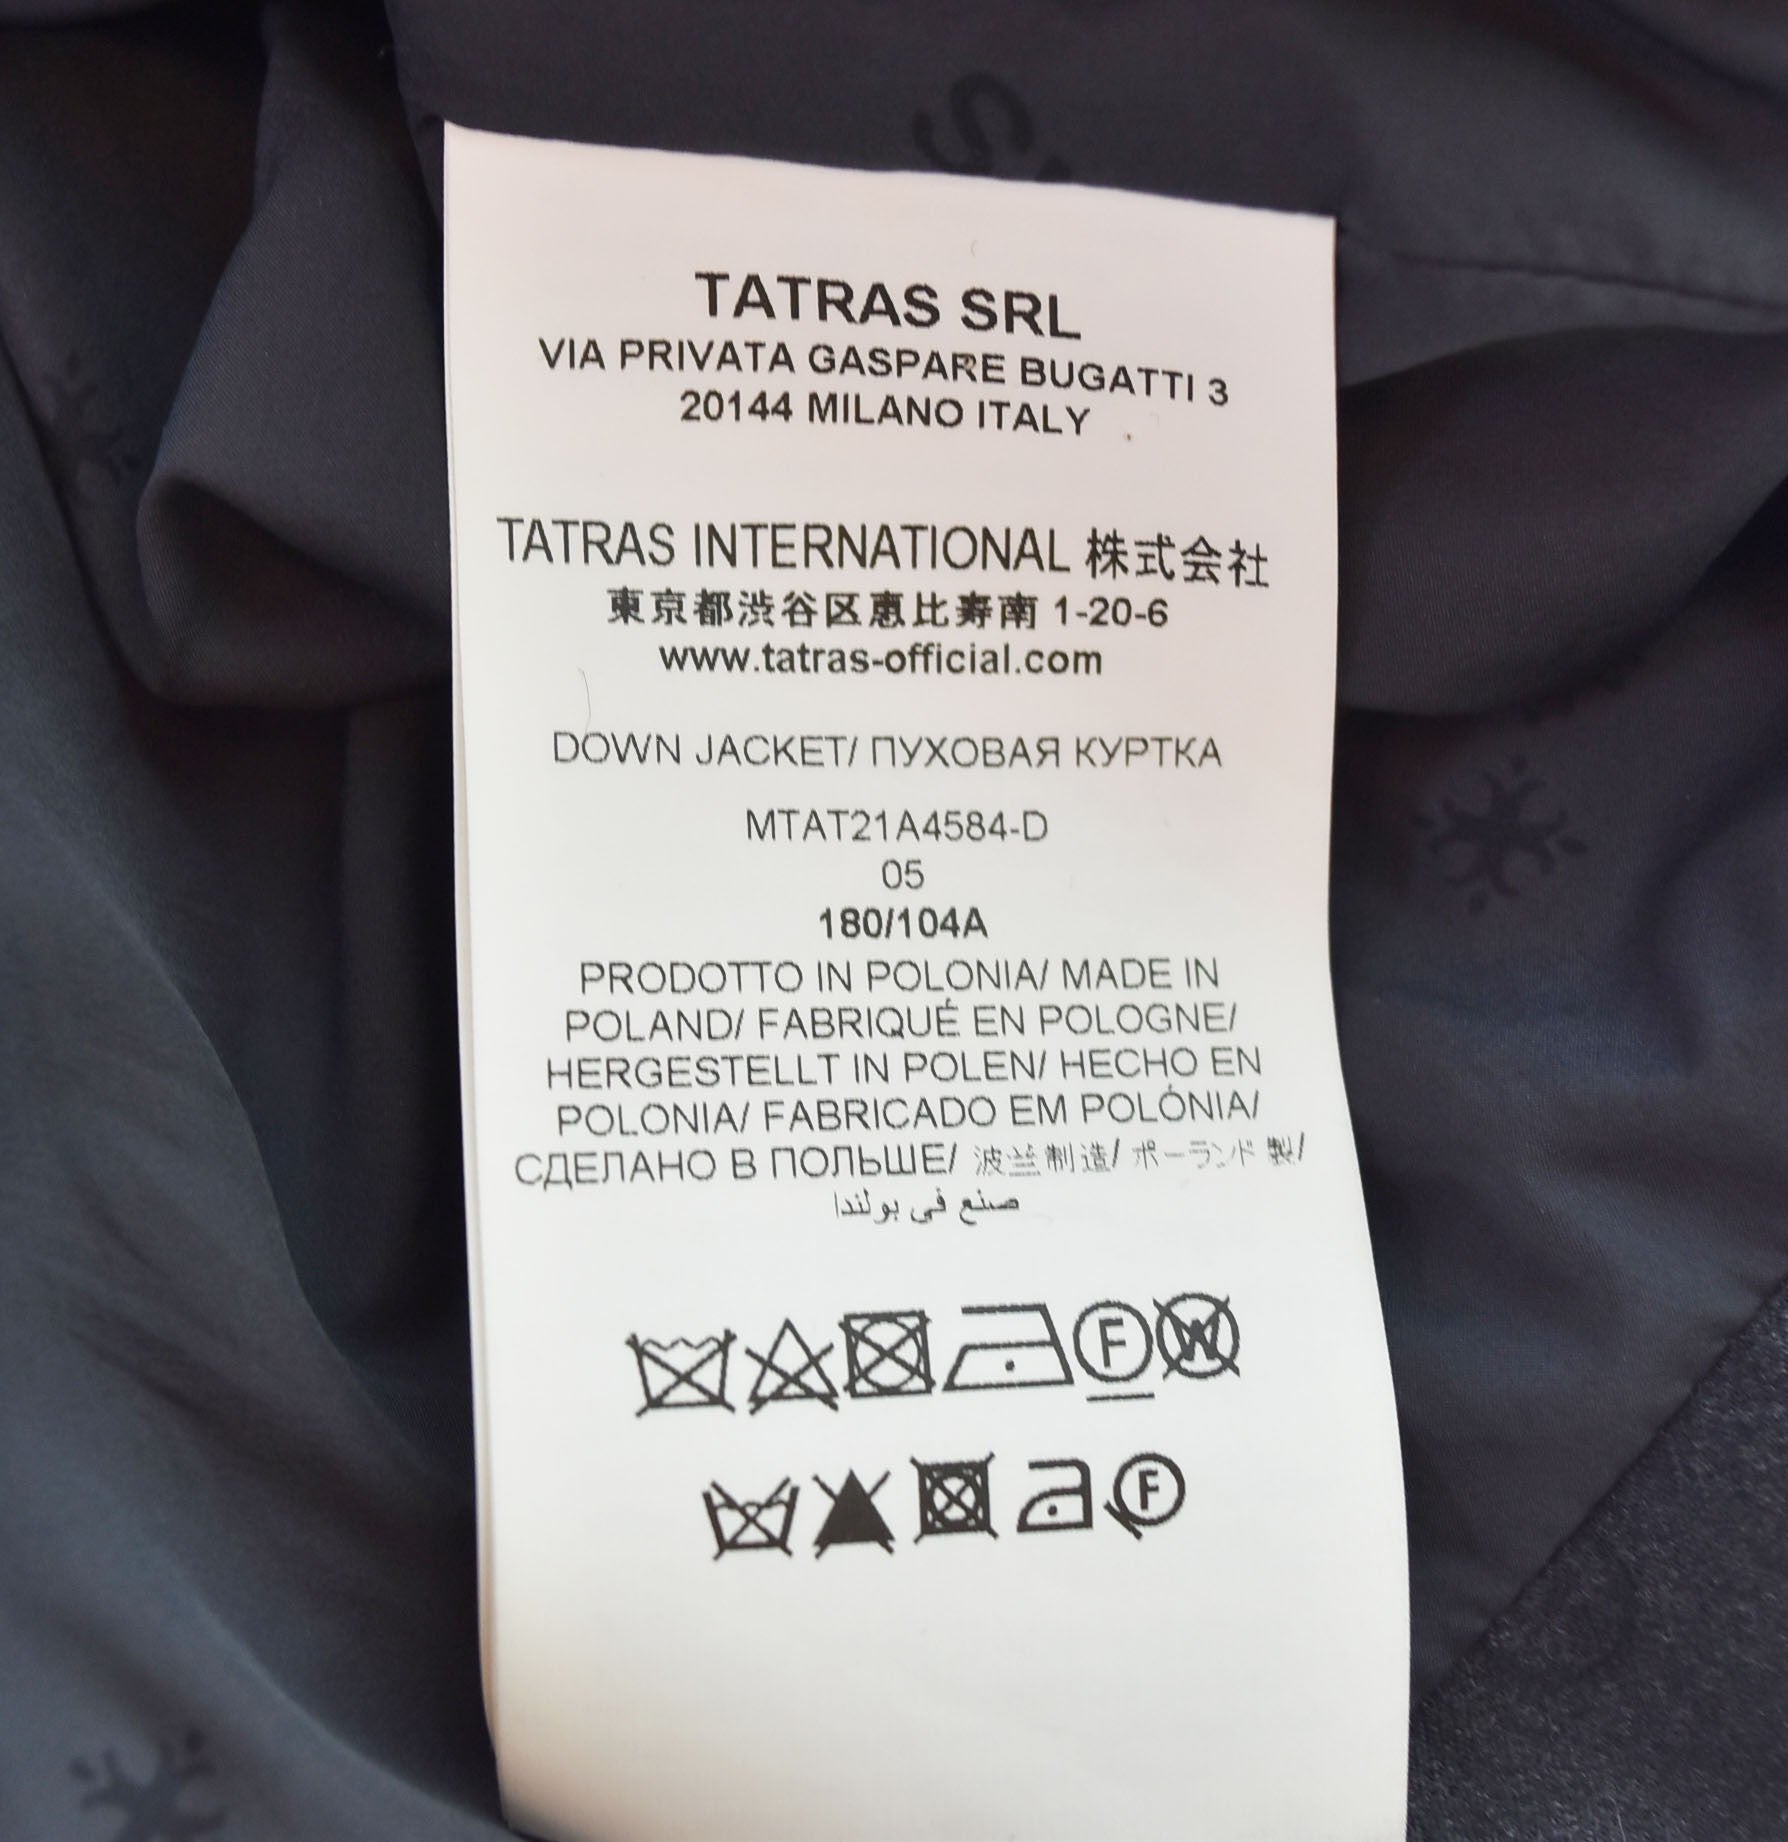 TATRAS SRL
VIA PRIVATA GASPARE BUGATTI 3
20144 MILANO ITALY
TATRAS INTERNATIONAL 株式会社
東京都渋谷区恵比寿南 1-20-6
www.tatras-official.com
DOWN JACKET/ ПУХОВАЯ КУРТКА
MTAT21A4584-D
05
180/104A
PRODOTTO IN POLONIA/ MADE IN
POLAND/ FABRIQUÉ EN POLOGNE/
HERGESTELLT IN POLEN/ HECHO EN
POLONIA/ FABRICADO EM POLÓNIA/
СДЕЛАНО В ПОЛЬШЕ/ 波兰制造/ ポーランド 製/
صنع في بولندا
F W
F